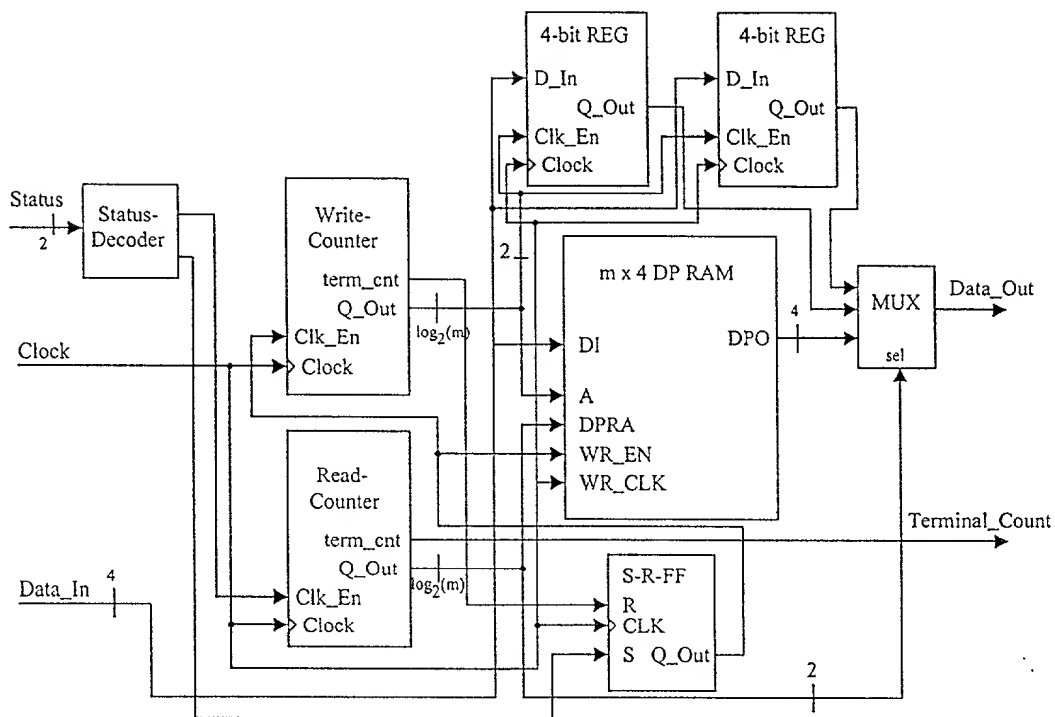 4-bit REG
D_In
Q_Out
Clk_En
Clock
4-bit REG
D_In
Q_Out
Clk_En
Clock
Status
2
Status-
Decoder
Write-
Counter
term_cnt
Q_Out
Clk_En
Clock
log2(m)
2
m x 4 DP RAM
DI
DPO
A
DPRA
WR_EN
WR_CLK
4
MUX
sel
Data_Out
Clock
Read-
Counter
term_cnt
Q_Out
Clk_En
Clock
log2(m)
Terminal_Count
Data_In
4
S-R-FF
R
CLK
S
Q_Out
2